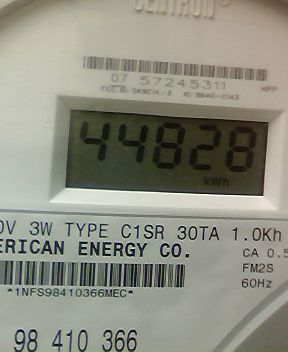 CENTRON®
07 57245311
44828
kWh
0V 3W TYPE C1SR 30TA 1.0Kh
ERICAN ENERGY CO.
CA 0.5
FM2S
60Hz
*1NFS98410366MEC*
98 410 366